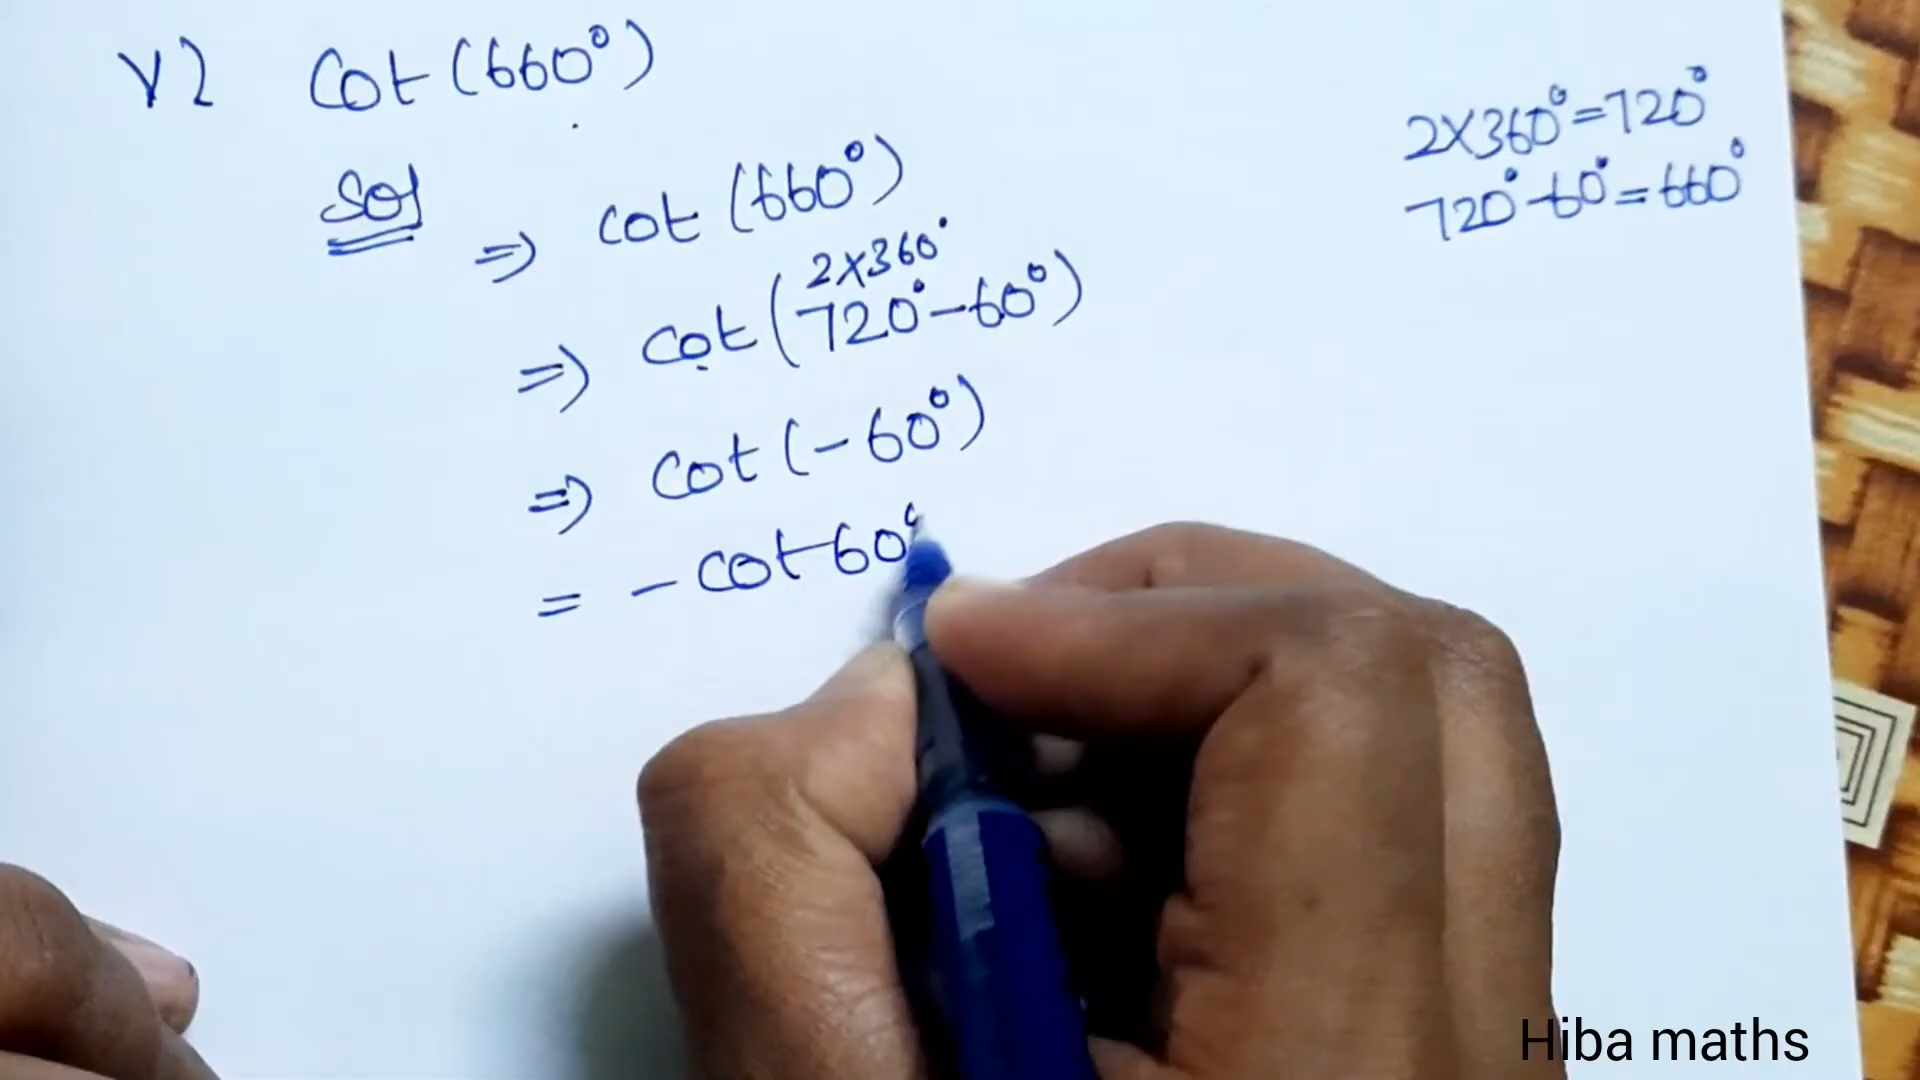 V) Cot (660°)
Sol ⇒ cot (660°)
2×360°
⇒ cot (720° - 60°)
⇒ cot (-60°)
= - cot 60°
2×360° = 720°
720° - 60° = 660°
Hiba maths